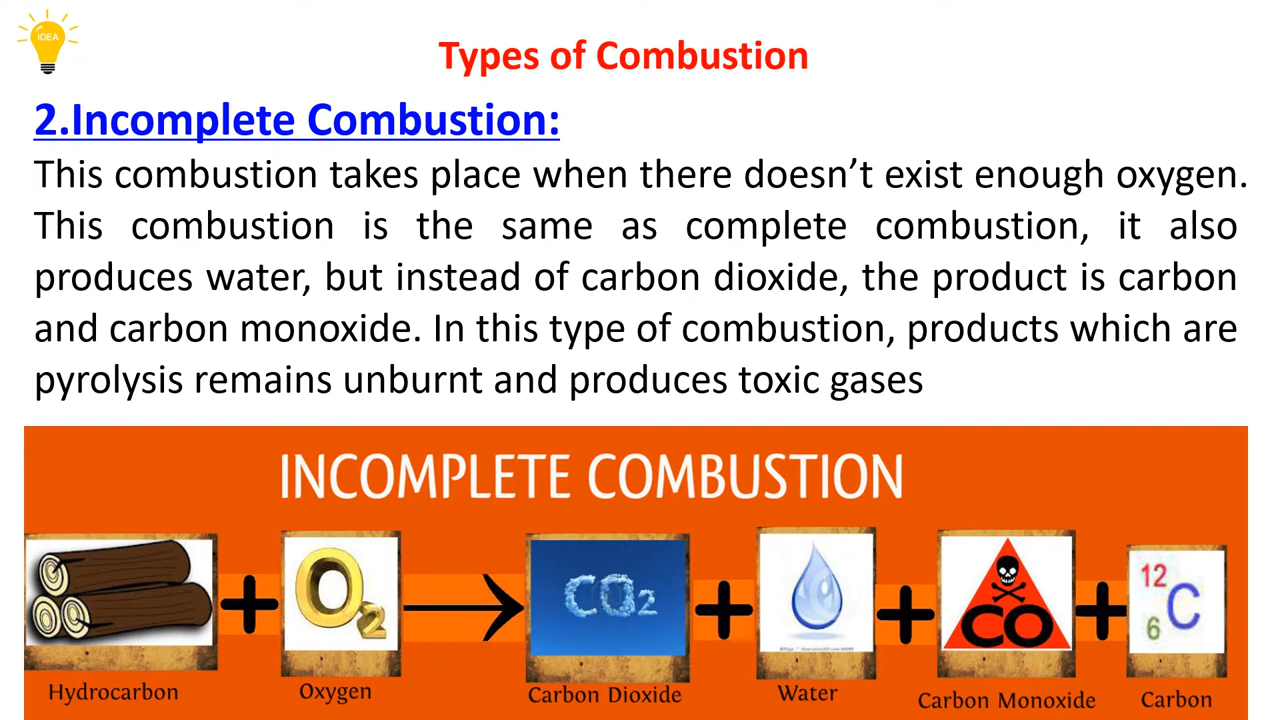 IDEA
Types of Combustion
2.Incomplete Combustion:
This combustion takes place when there doesn’t exist enough oxygen.
This combustion is the same as complete combustion, it also
produces water, but instead of carbon dioxide, the product is carbon
and carbon monoxide. In this type of combustion, products which are
pyrolysis remains unburnt and produces toxic gases
INCOMPLETE COMBUSTION
+ O2 → CO2 + + CO + 12 6 C
Hydrocarbon Oxygen Carbon Dioxide Water Carbon Monoxide Carbon